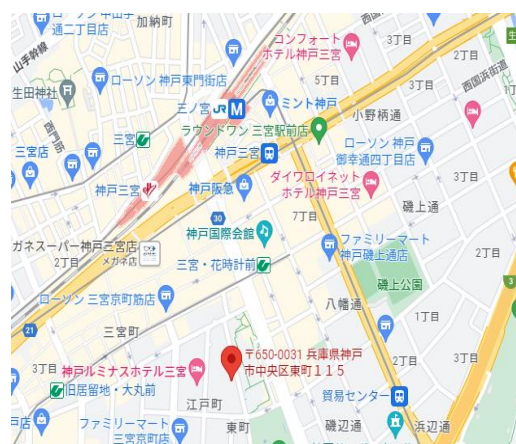 ローソン 中山手
通二丁目店
加納町
コンフォート
ホテル神戸三宮
3丁目
2丁目
山手幹線
ローソン 神戸東門街店
5丁目
西国浜街道
生田神社
三ノ宮
JR
M
ミント神戸
小野柄通
3丁目
西門筋
三宮店
三宮
ラウンドワン 三宮駅前店
神戸三宮
ローソン 神戸
御幸通四丁目店
神戸三宮
神戸阪急
ダイワロイネット
ホテル神戸三宮
30
7丁目
磯上通
ガネスーパー神戸三宮店
メガネ店
神戸国際会館
ファミリーマート
神戸磯上通店
2丁目
三宮・花時計前
磯上公園
3
ローソン 三宮京町筋店
八幡通
21
三宮町
3丁目
神戸ルミナスホテル三宮
〒650-0031 兵庫県神戸
市中央区東町115
2丁目
3丁目
旧居留地・大丸前
江戸町
貿易センター
戸店
ファミリーマート
三宮京町店
東町
磯辺通
浜辺通